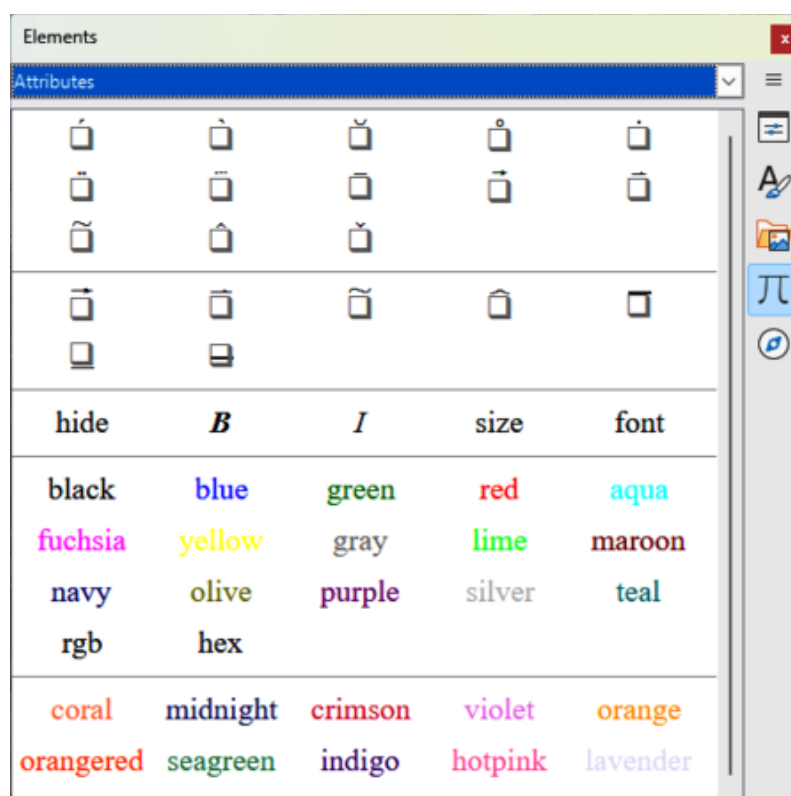 Elements
Attributes
hide B I size font
black blue green red aqua
fuchsia yellow gray lime maroon
navy olive purple silver teal
rgb hex
coral midnight crimson violet orange
orangered seagreen indigo hotpink lavender